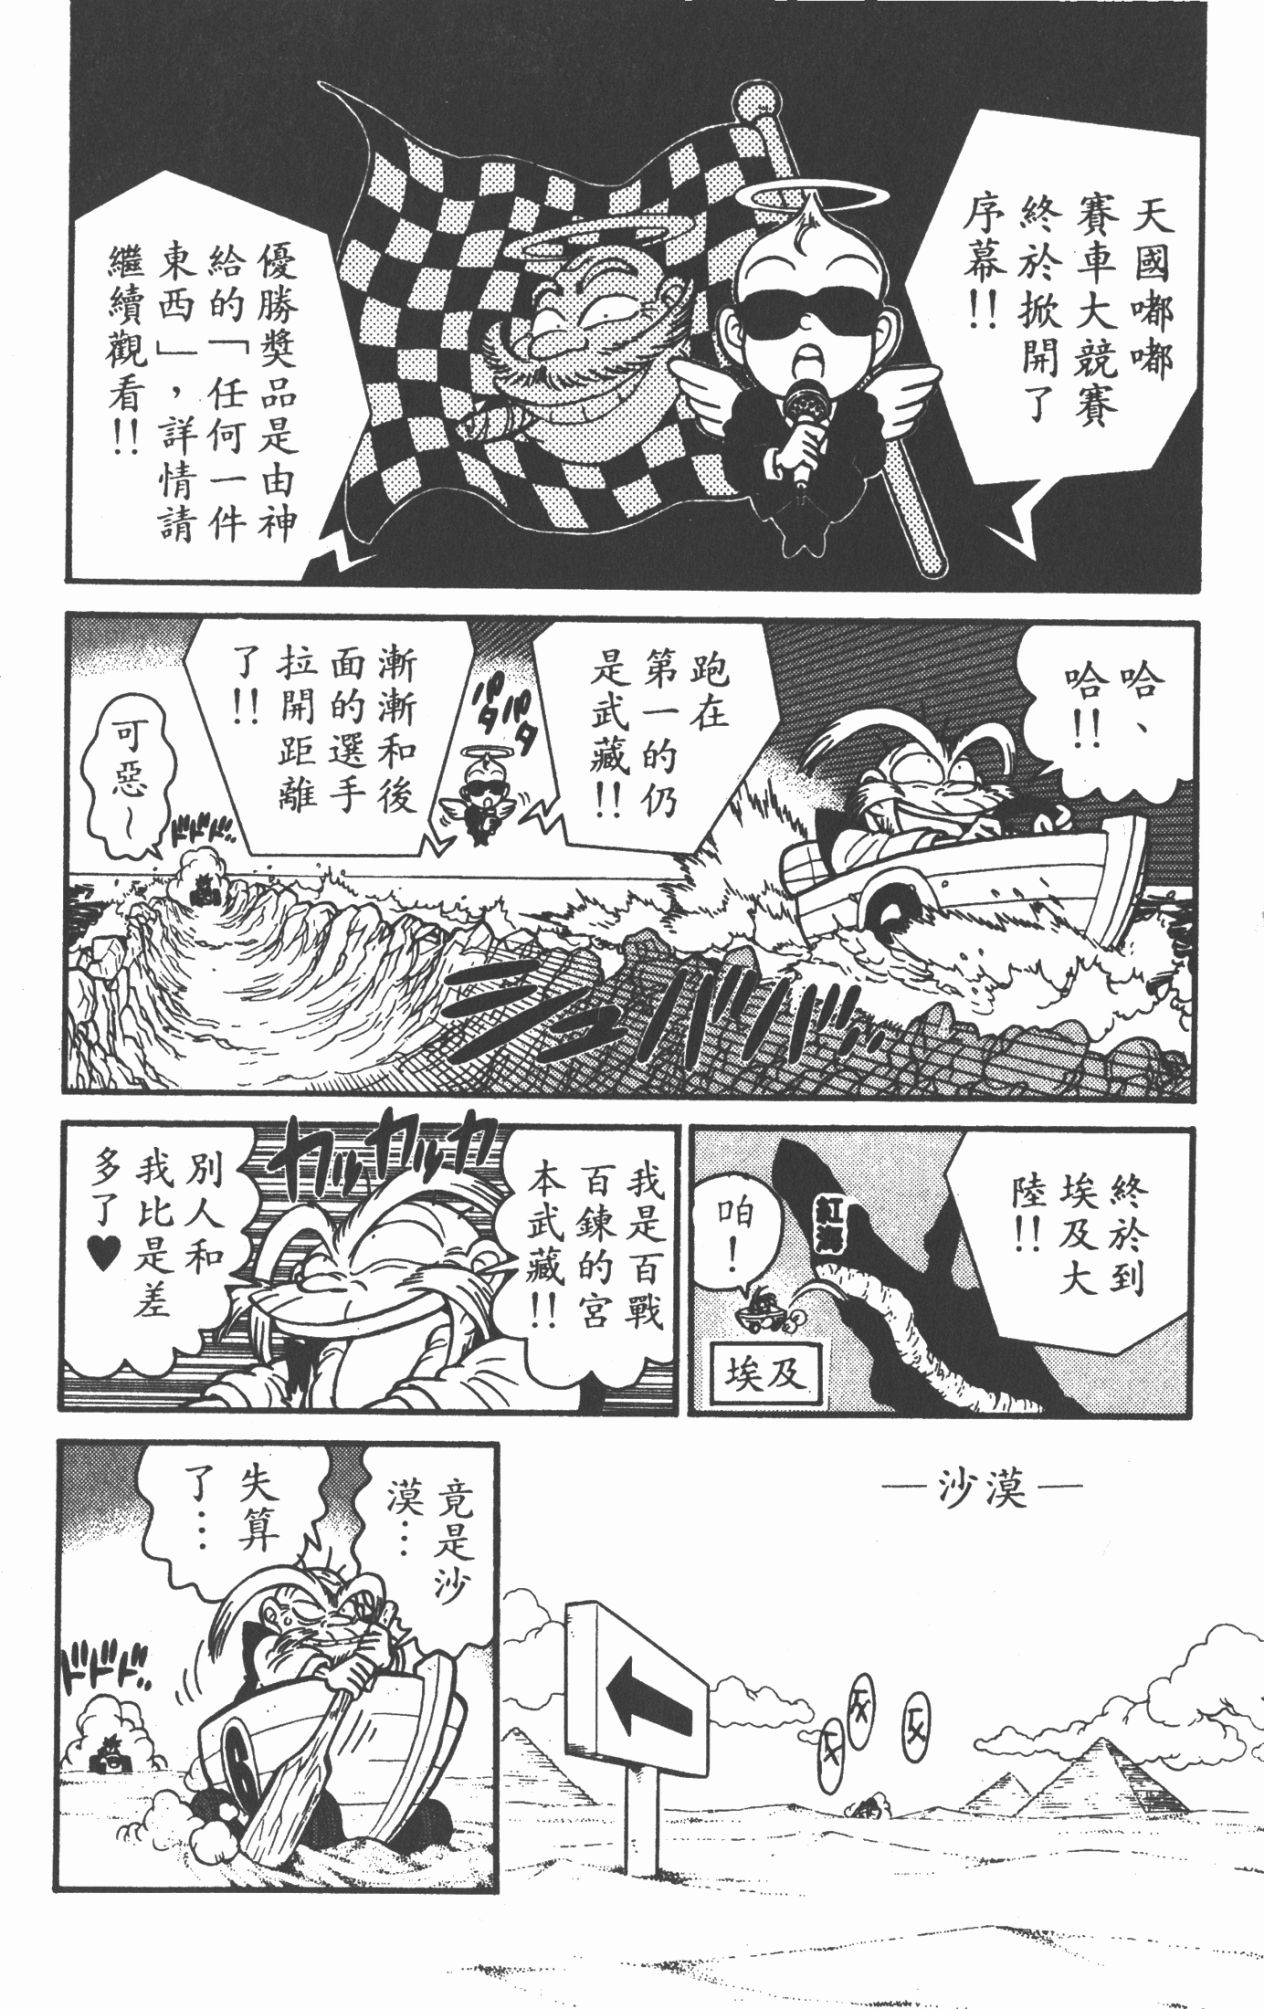 天國嘟嘟
賽車大競賽
終於掀開了
序幕!!
優勝獎品是由神
給的「任何一件
東西」，詳情請
繼續觀看!!
哈、
哈!!
跑在
第一的仍
是武藏!!
パタパタ
漸漸和後
面的選手
拉開距離
了!!
可惡～
ドドド..
シュバババ..
終於到
埃及大
陸!!
紅海
咱！
埃及
我是百戰
百鍊的宮
本武藏!!
カッカッカ
別人和
我比是差
多了♥
—沙漠—
反
反
反
竟是沙
漠…
失算
了…
6
ドドド..